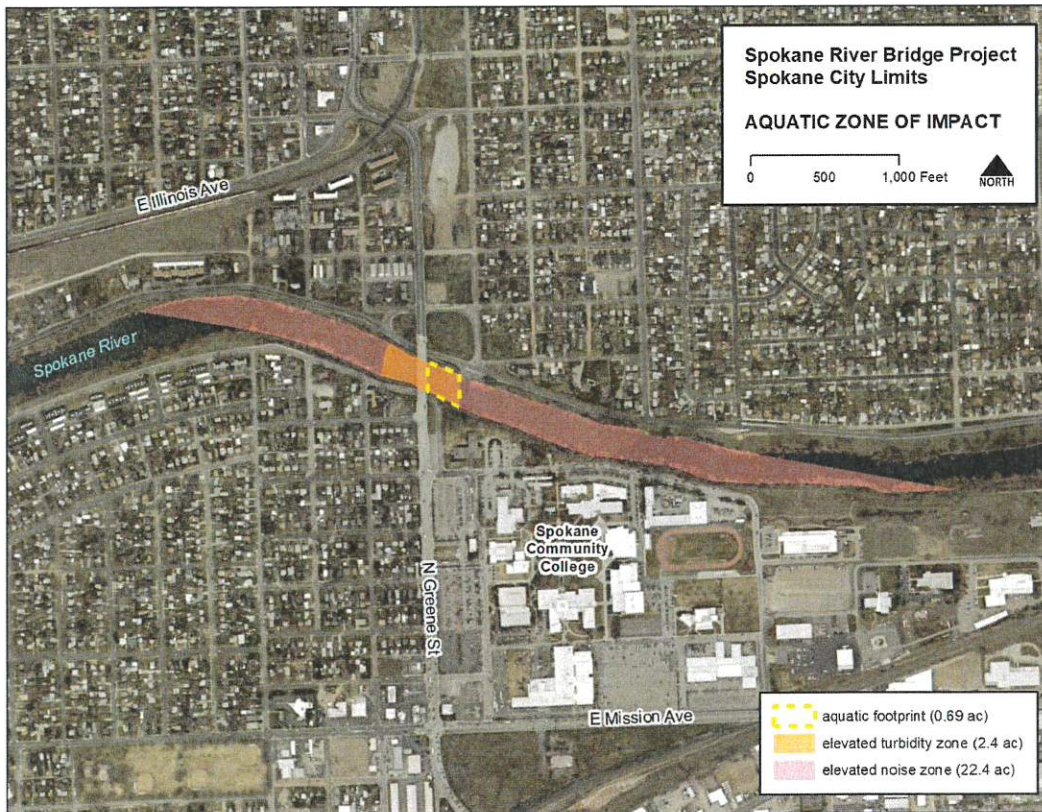 Spokane River Bridge Project
Spokane City Limits
AQUATIC ZONE OF IMPACT
0 500 1,000 Feet
NORTH
E Illinois Ave
Spokane River
Spokane
Community
College
N Greene St
E Mission Ave
aquatic footprint (0.69 ac)
elevated turbidity zone (2.4 ac)
elevated noise zone (22.4 ac)